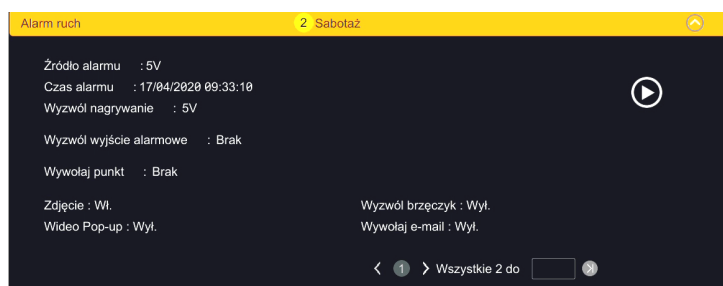 Alarm ruch 2 Sabotaż
Źródło alarmu : 5V
Czas alarmu : 17/04/2020 09:33:10
Wyzwól nagrywanie : 5V
Wyzwól wyjście alarmowe : Brak
Wywołaj punkt : Brak
Zdjęcie : Wł. Wyzwól brzęczyk : Wył.
Wideo Pop-up : Wył. Wywołaj e-mail : Wył.
1 Wszystkie 2 do